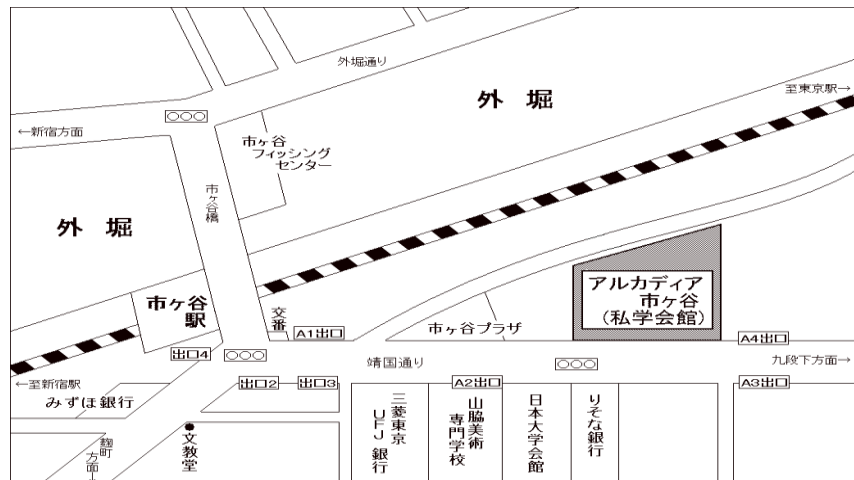 外堀通り
外 堀
至東京駅→
←新宿方面
市ヶ谷
フィッシング
センター
市ヶ谷橋
外 堀
アルカディア
市ヶ谷
(私学会館)
市ヶ谷
駅
交番
A1出口
市ヶ谷プラザ
A4出口
出口4
靖国通り
九段下方面→
←至新宿駅
出口2
出口3
A2出口
A3出口
みずほ銀行
麹町
方面→
文教堂
三菱東京
UFJ銀行
山脇美術
専門学校
日本大学会館
りそな銀行